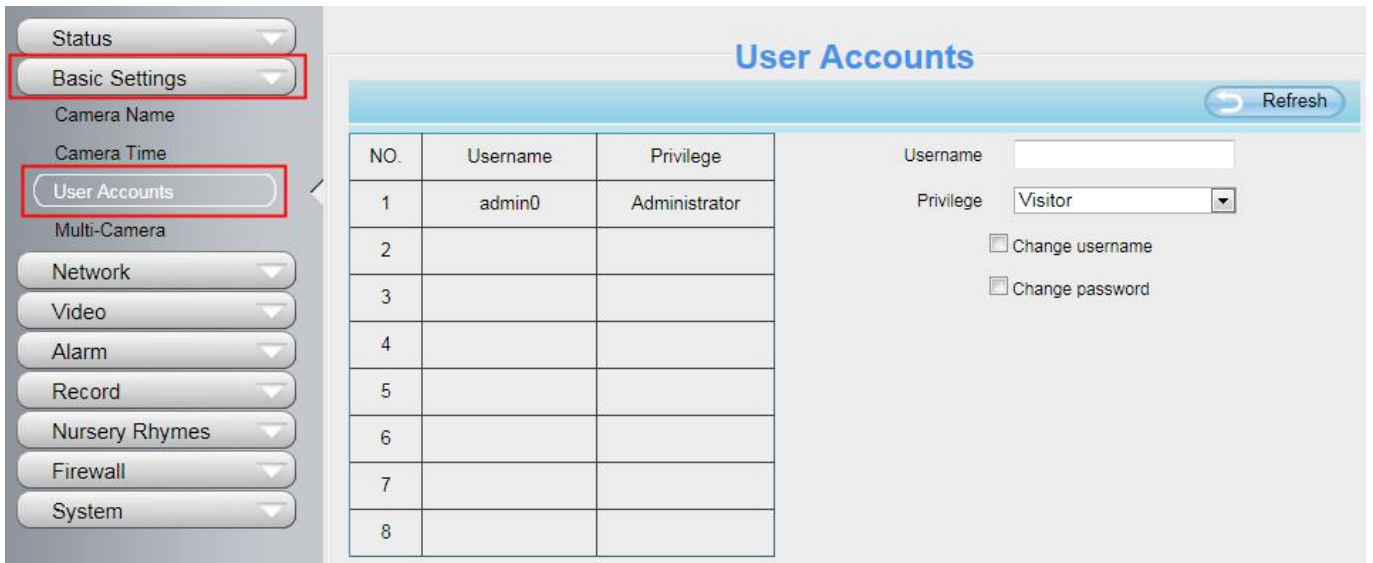 Status
Basic Settings
Camera Name
Camera Time
User Accounts
Multi-Camera
Network
Video
Alarm
Record
Nursery Rhymes
Firewall
System
User Accounts
Refresh
NO. Username Privilege
1 admin0 Administrator
2
3
4
5
6
7
8
Username
Privilege Visitor
Change username
Change password